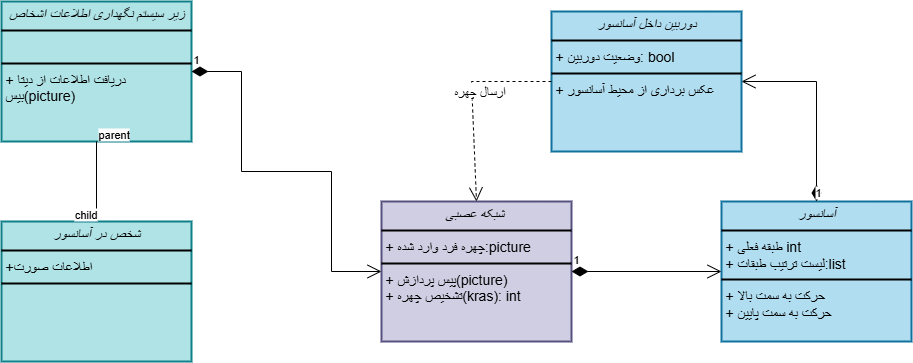 زیر سیستم نگهداری اطلاعات اشخاص
1
+ دریافت اطلاعات از دیتا
بیس(picture)
parent
child
شخص در آسانسور
+اطلاعات صورت
دوربین داخل آسانسور
+ وضعیت دوربین: bool
+ عکس برداری از محیط آسانسور
ارسال چهره
شبکه عصبی
+ چهره فرد وارد شده:picture
+ پیس پردازش(picture)
+ تشخیص چهره(kras): int
1
1
آسانسور
+ طبقه فعلی int
+ لیست ترتیب طبقات:list
+ حرکت به سمت بالا
+ حرکت به سمت پایین